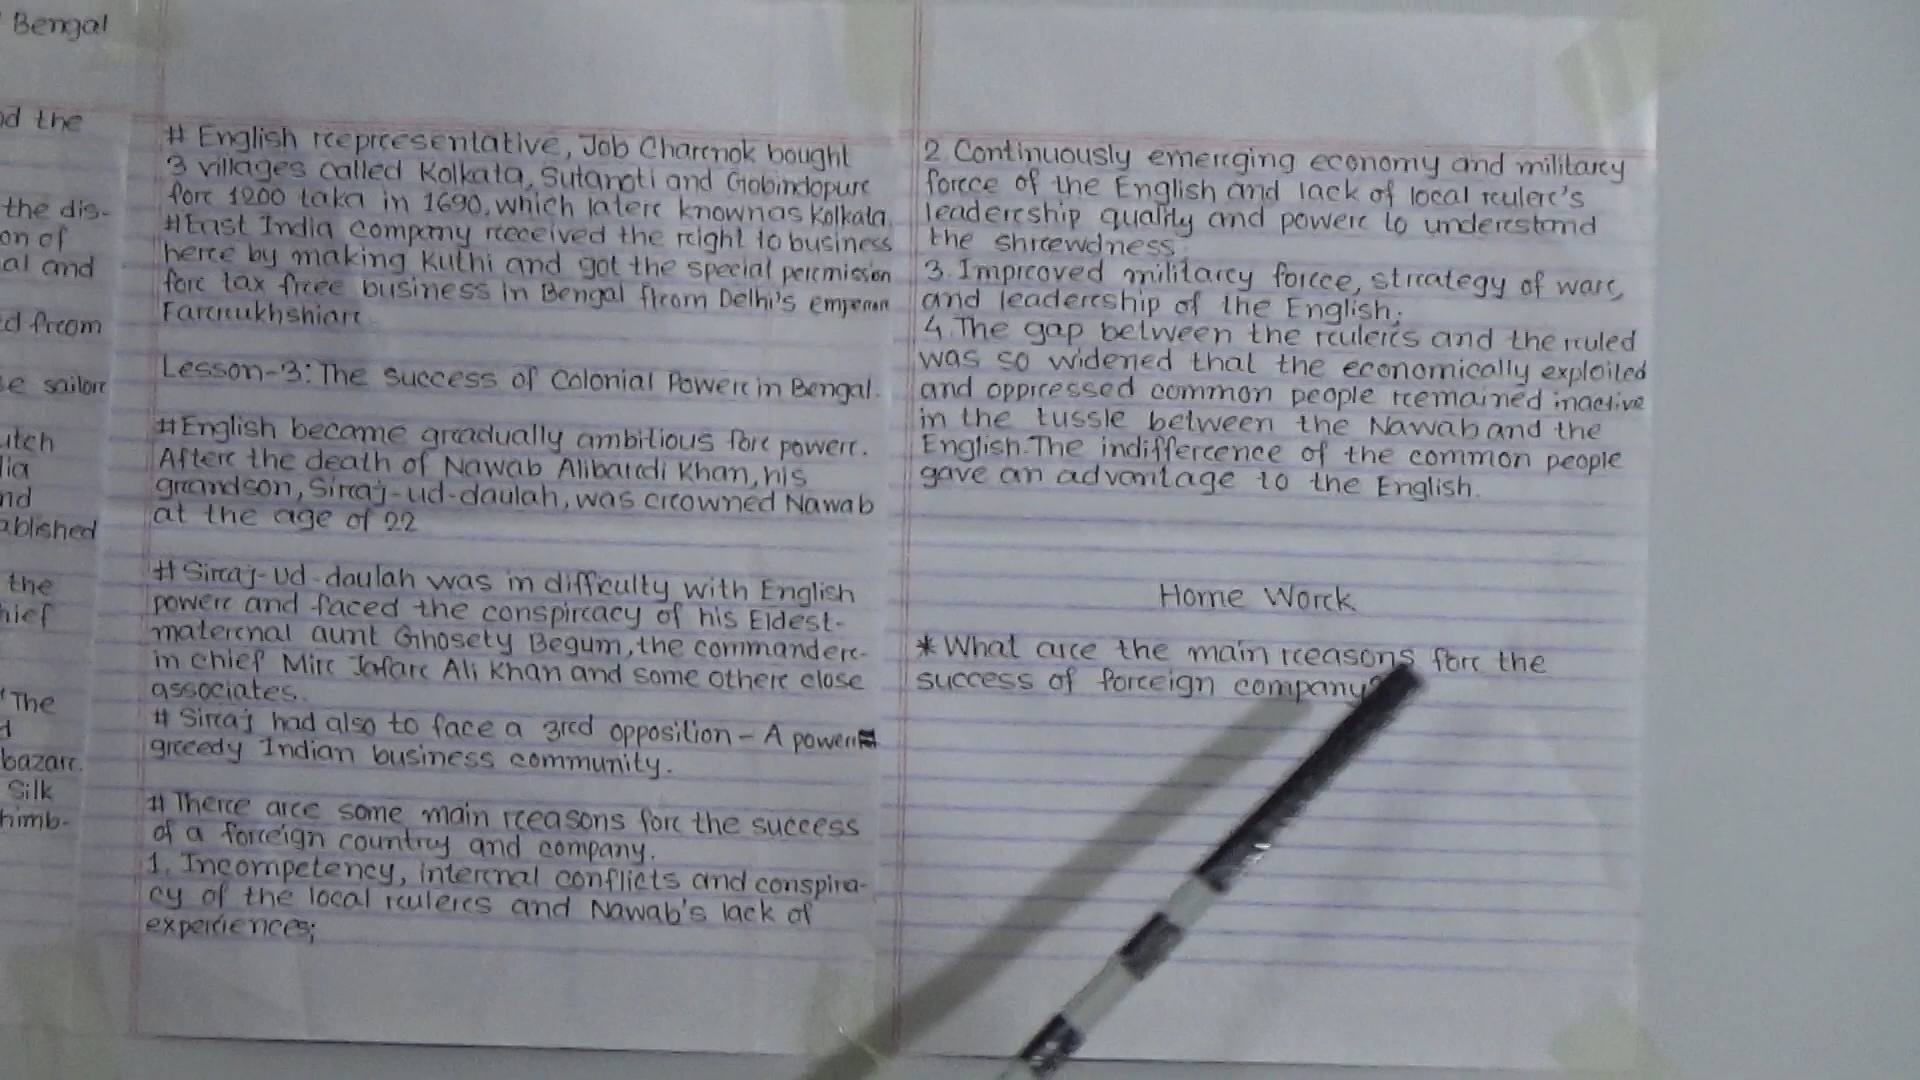 Bengal
nd the
the dis-
on of
al and
d from
se sailor
utch
lia
nd
ablished
the
hief
"The
d
bazar.
Silk
himb-
# English representative, Job Charnok bought
3 villages called Kolkata, Sutanoti and Gobindopur
for 1200 taka in 1690, which later known as Kolkata.
# East India company received the right to business
here by making Kuthi and got the special permission
for tax free business in Bengal from Delhi's
Farrukhshiar
Lesson-3: The success of Colonial Power in Bengal.
# English became gradually ambitious for power.
After the death of Nawab Alibardi Khan, his
grandson, Siraj-ud-daulah, was crowned Nawab
at the age of 22
# Siraj-ud-daulah was in difficulty with English
power and faced the conspiracy of his Eldest-
maternal aunt Ghosety Begum, the commander-
in chief Mir Jafar Ali Khan and some other close
associates.
# Siraj had also to face a 3rd opposition - A power
greedy Indian business community.
# There are some main reasons for the success
of a foreign country and company.
1. Incompetency, internal conflicts and conspira-
cy of the local rulers and Nawab's lack of
experiences;
2 Continuously emerging economy and military
force of the English and lack of local ruler's
leadership quality and power to understand
the shrewdness;
3. Improved military force, strategy of war,
and leadership of the English;
4. The gap between the rulers and the ruled
was so widened that the economically exploited
and oppressed common people remained inactive
in the tussle between the Nawab and the
English. The indifference of the common people
gave an advantage to the English.
Home Work
* What are the main reasons for the
success of foreign company?